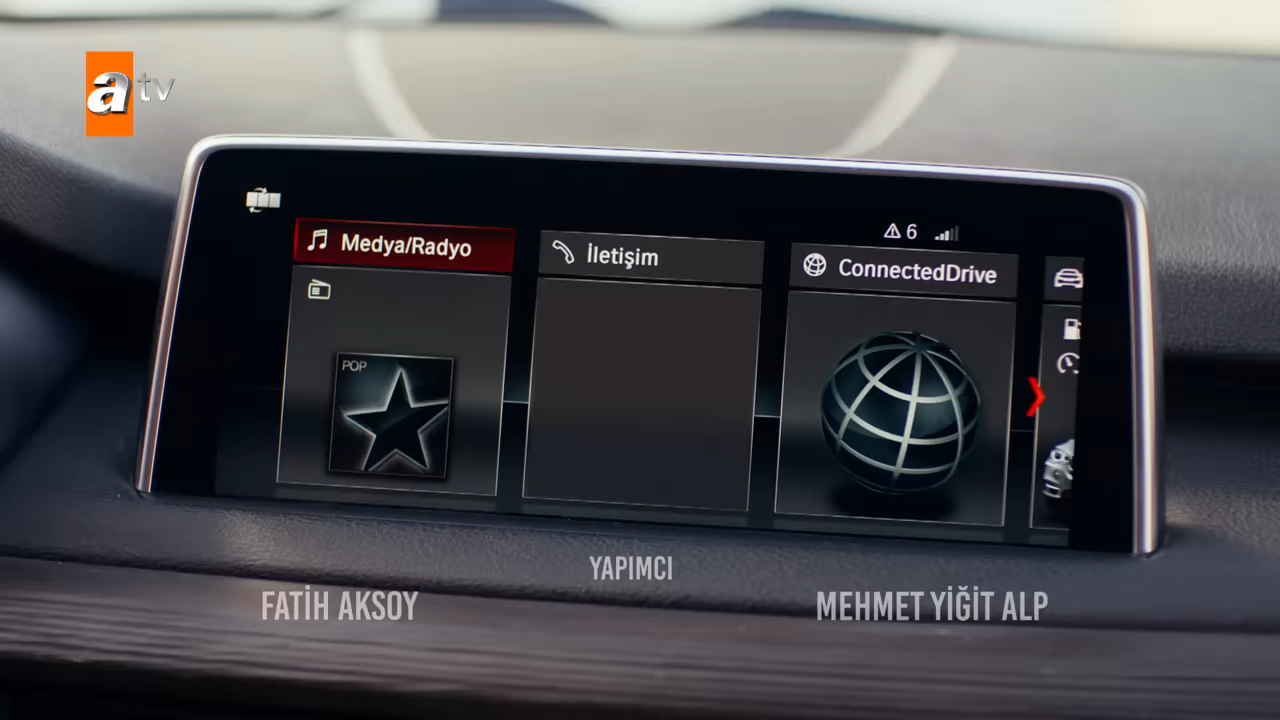 atv
6
Medya/Radyo
İletişim
ConnectedDrive
POP
YAPIMCI
FATİH AKSOY
MEHMET YİĞİT ALP